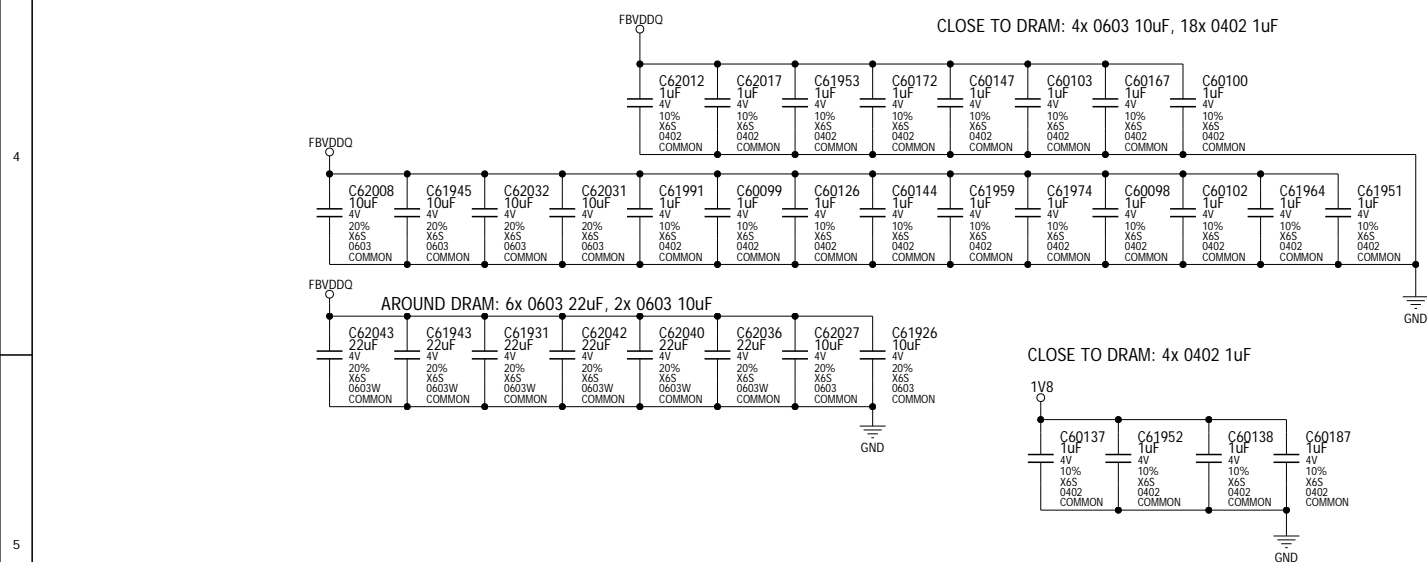 FBVDDQ
CLOSE TO DRAM: 4x 0603 10uF, 18x 0402 1uF
C62012 C62017 C61953 C60172 C60147 C60103 C60167 C60100
1uF 1uF 1uF 1uF 1uF 1uF 1uF 1uF
4V 4V 4V 4V 4V 4V 4V 4V
10% 10% 10% 10% 10% 10% 10% 10%
X6S X6S X6S X6S X6S X6S X6S X6S
0402 0402 0402 0402 0402 0402 0402 0402
COMMON COMMON COMMON COMMON COMMON COMMON COMMON COMMON
4
FBVDDQ
C62008 C61945 C62032 C62031 C61991 C60099 C60126 C60144 C61959 C61974 C60098 C60102 C61964 C61951
10uF 10uF 10uF 10uF 1uF 1uF 1uF 1uF 1uF 1uF 1uF 1uF 1uF 1uF
4V 4V 4V 4V 4V 4V 4V 4V 4V 4V 4V 4V 4V 4V
20% 20% 20% 20% 10% 10% 10% 10% 10% 10% 10% 10% 10% 10%
X6S X6S X6S X6S X6S X6S X6S X6S X6S X6S X6S X6S X6S X6S
0603 0603 0603 0603 0402 0402 0402 0402 0402 0402 0402 0402 0402 0402
COMMON COMMON COMMON COMMON COMMON COMMON COMMON COMMON COMMON COMMON COMMON COMMON COMMON COMMON
GND
FBVDDQ
AROUND DRAM: 6x 0603 22uF, 2x 0603 10uF
C62043 C61943 C61931 C62042 C62040 C62036 C62027 C61926
22uF 22uF 22uF 22uF 22uF 22uF 10uF 10uF
4V 4V 4V 4V 4V 4V 4V 4V
20% 20% 20% 20% 20% 20% 20% 20%
X6S X6S X6S X6S X6S X6S X6S X6S
0603W 0603W 0603W 0603W 0603W 0603W 0603 0603
COMMON COMMON COMMON COMMON COMMON COMMON COMMON COMMON
GND
CLOSE TO DRAM: 4x 0402 1uF
1V8
C60137 C61952 C60138 C60187
1uF 1uF 1uF 1uF
4V 4V 4V 4V
10% 10% 10% 10%
X6S X6S X6S X6S
0402 0402 0402 0402
COMMON COMMON COMMON COMMON
GND
5